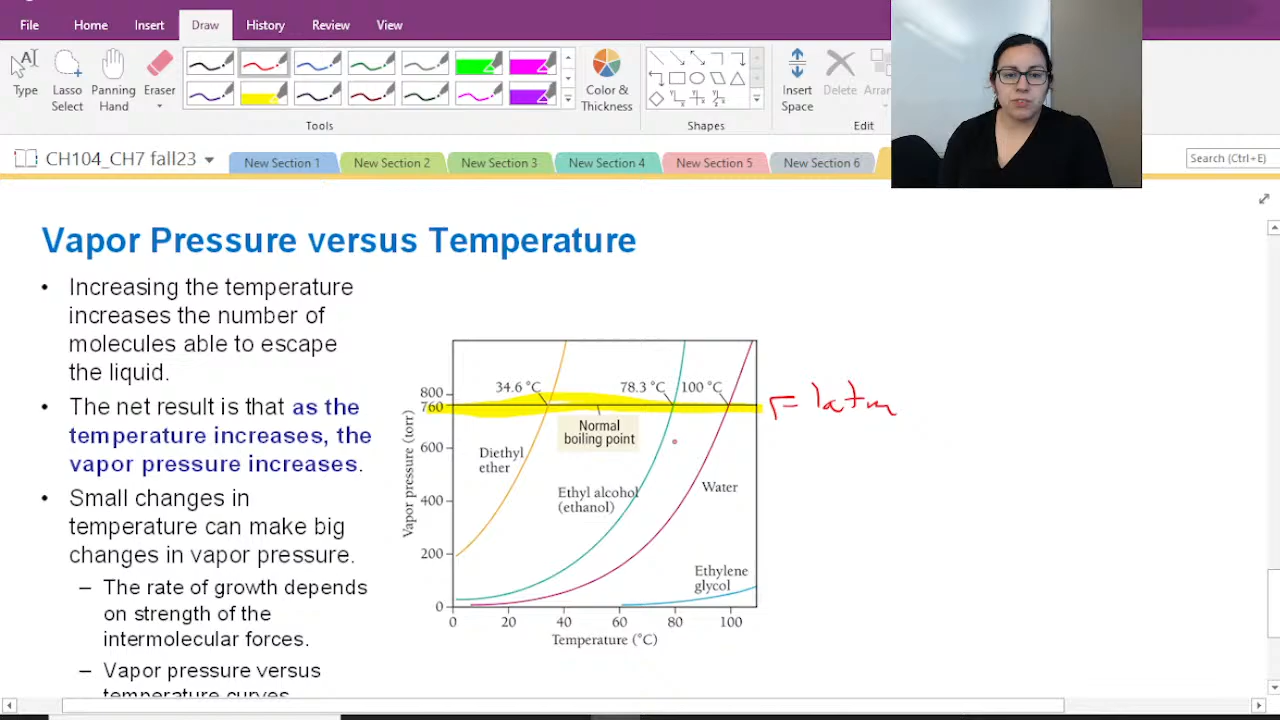 File Home Insert Draw History Review View
Type Lasso Select Panning Hand Eraser Color & Thickness Insert Space Delete
Tools Shapes Edit
CH104_CH7 fall23 New Section 1 New Section 2 New Section 3 New Section 4 New Section 5 New Section 6 Search (Ctrl+E)
Vapor Pressure versus Temperature
• Increasing the temperature
increases the number of
molecules able to escape
the liquid.
• The net result is that as the
temperature increases, the
vapor pressure increases.
• Small changes in
temperature can make big
changes in vapor pressure.
– The rate of growth depends
on strength of the
intermolecular forces.
– Vapor pressure versus
temperature curves
34.6 °C 78.3 °C 100 °C
800
760
600
400
200
0
Vapor pressure (torr)
Normal
boiling point
Diethyl
ether
Ethyl alcohol
(ethanol)
Water
Ethylene
glycol
0 20 40 60 80 100
Temperature (°C)
1atm